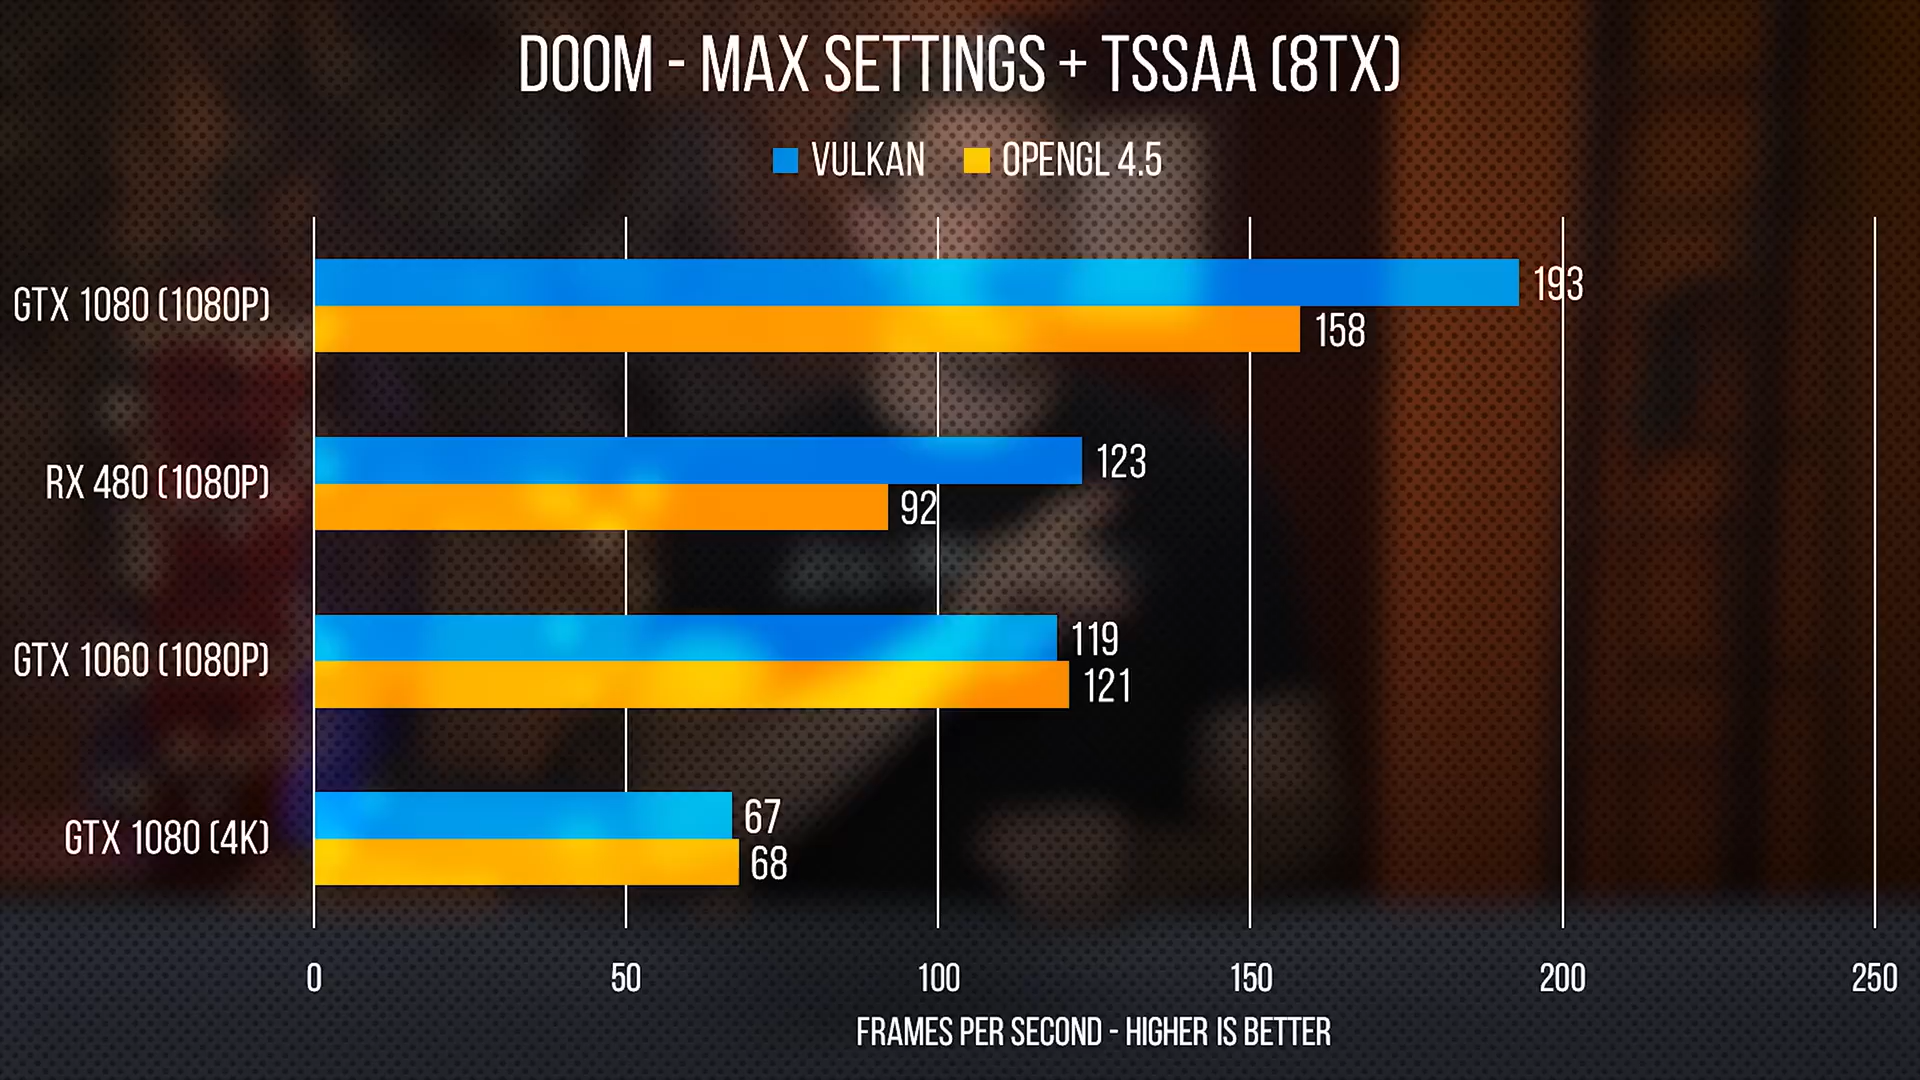 DOOM - MAX SETTINGS + TSSAA (8TX)
VULKAN OPENGL 4.5
GTX 1080 (1080P)
193
158
RX 480 (1080P)
123
92
GTX 1060 (1080P)
119
121
GTX 1080 (4K)
67
68
0 50 100 150 200 250
FRAMES PER SECOND - HIGHER IS BETTER